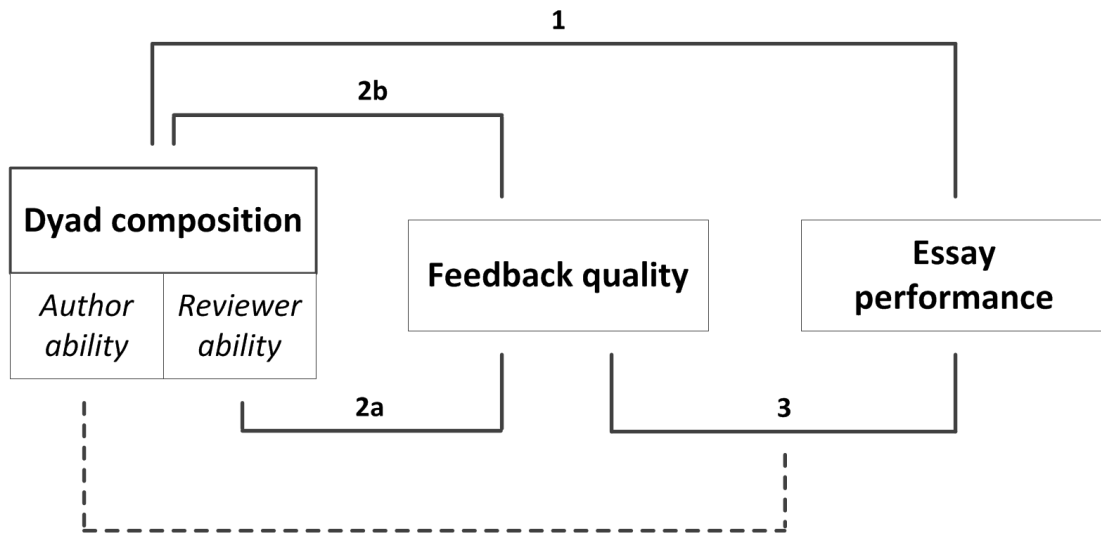 1
2b
Dyad composition
Author
ability
Reviewer
ability
Feedback quality
Essay
performance
2a
3